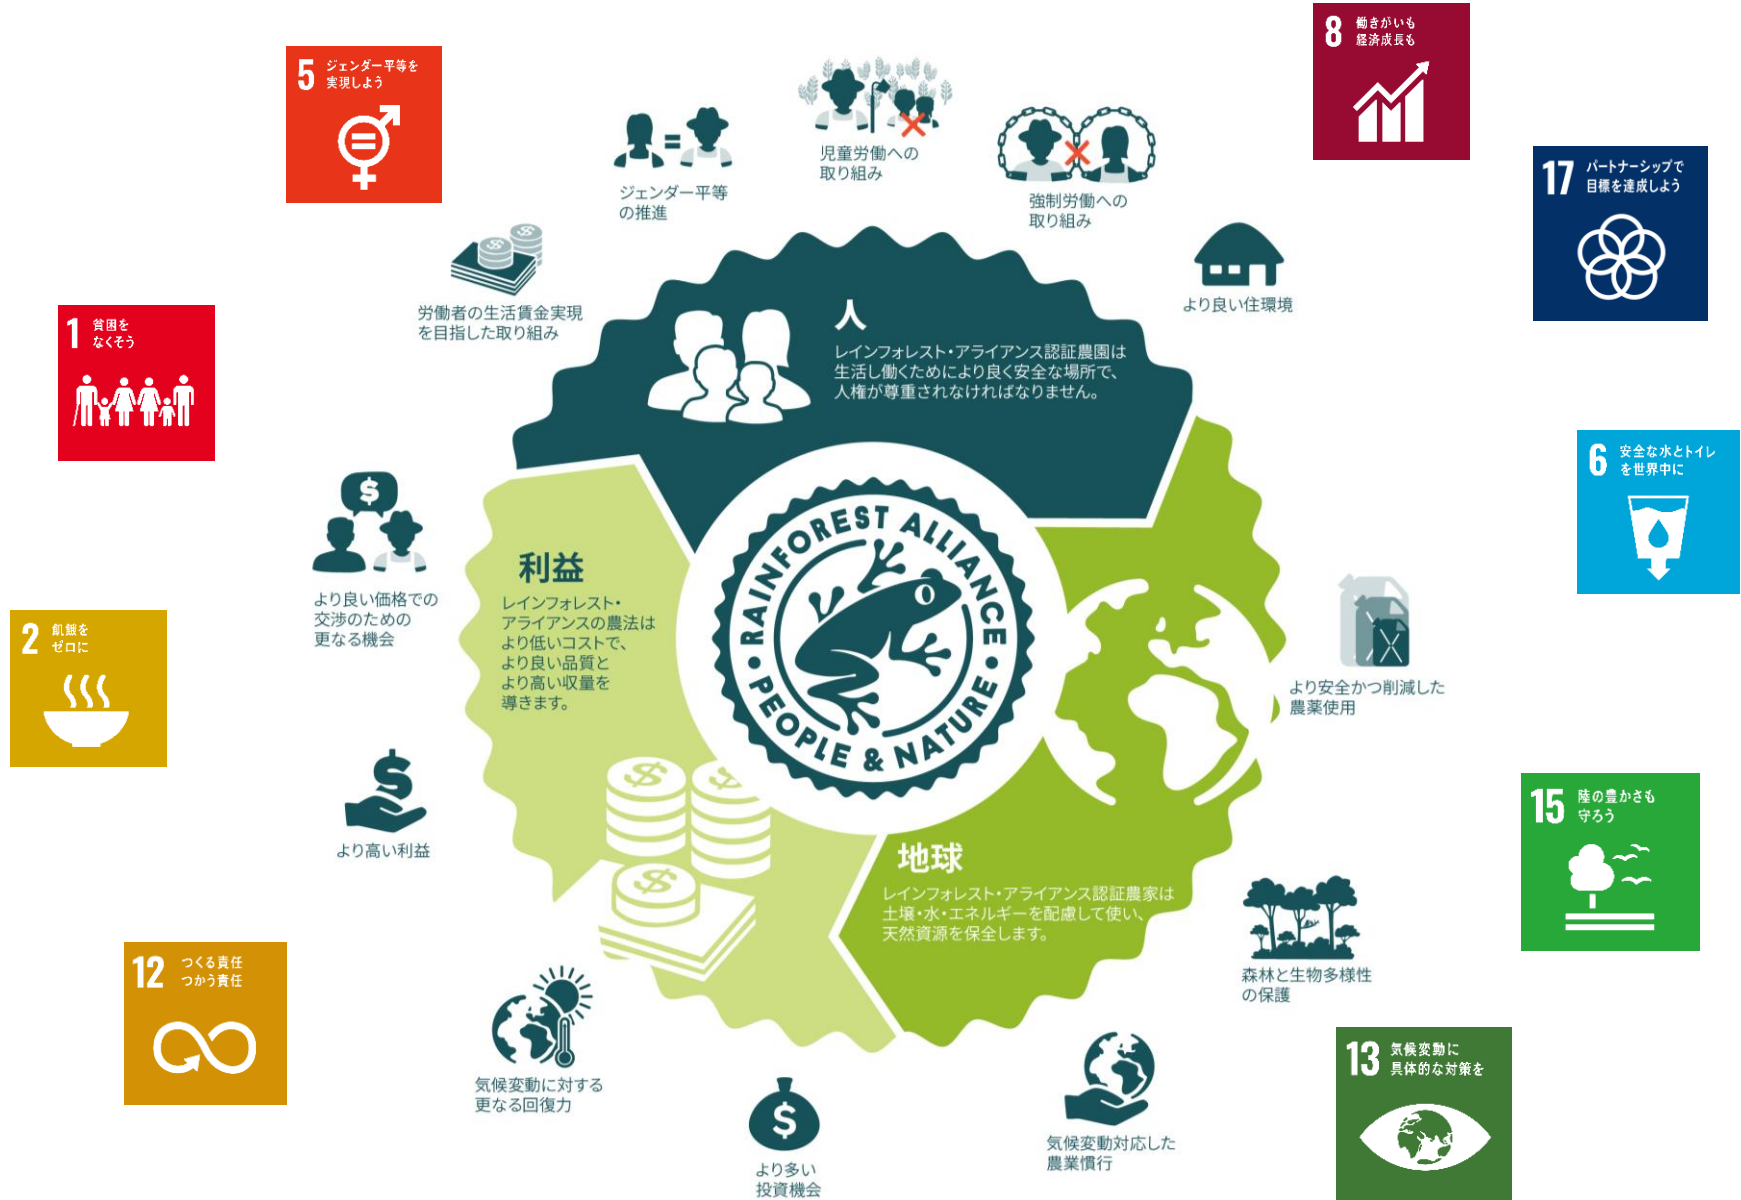 5 ジェンダー平等を
実現しよう
8 働きがいも
経済成長も
17 パートナーシップで
目標を達成しよう
1 貧困を
なくそう
6 安全な水とトイレ
を世界中に
2 飢餓を
ゼロに
15 陸の豊かさも
守ろう
12 つくる責任
つかう責任
13 気候変動に
具体的な対策を
ジェンダー平等
の推進
児童労働への
取り組み
強制労働への
取り組み
労働者の生活賃金実現
を目指した取り組み
より良い住環境
人
レインフォレスト・アライアンス認証農園は
生活し働くためにより良く安全な場所で、
人権が尊重されなければなりません。
$
より良い価格での
交渉のための
更なる機会
利益
レインフォレスト・
アライアンスの農法は
より低いコストで、
より良い品質と
より高い収量を
導きます。
RAINFOREST ALLIANCE
PEOPLE & NATURE
より安全かつ削減した
農薬使用
$
より高い利益
地球
レインフォレスト・アライアンス認証農家は
土壌・水・エネルギーを配慮して使い、
天然資源を保全します。
森林と生物多様性
の保護
気候変動に対する
更なる回復力
$
より多い
投資機会
気候変動対応した
農業慣行